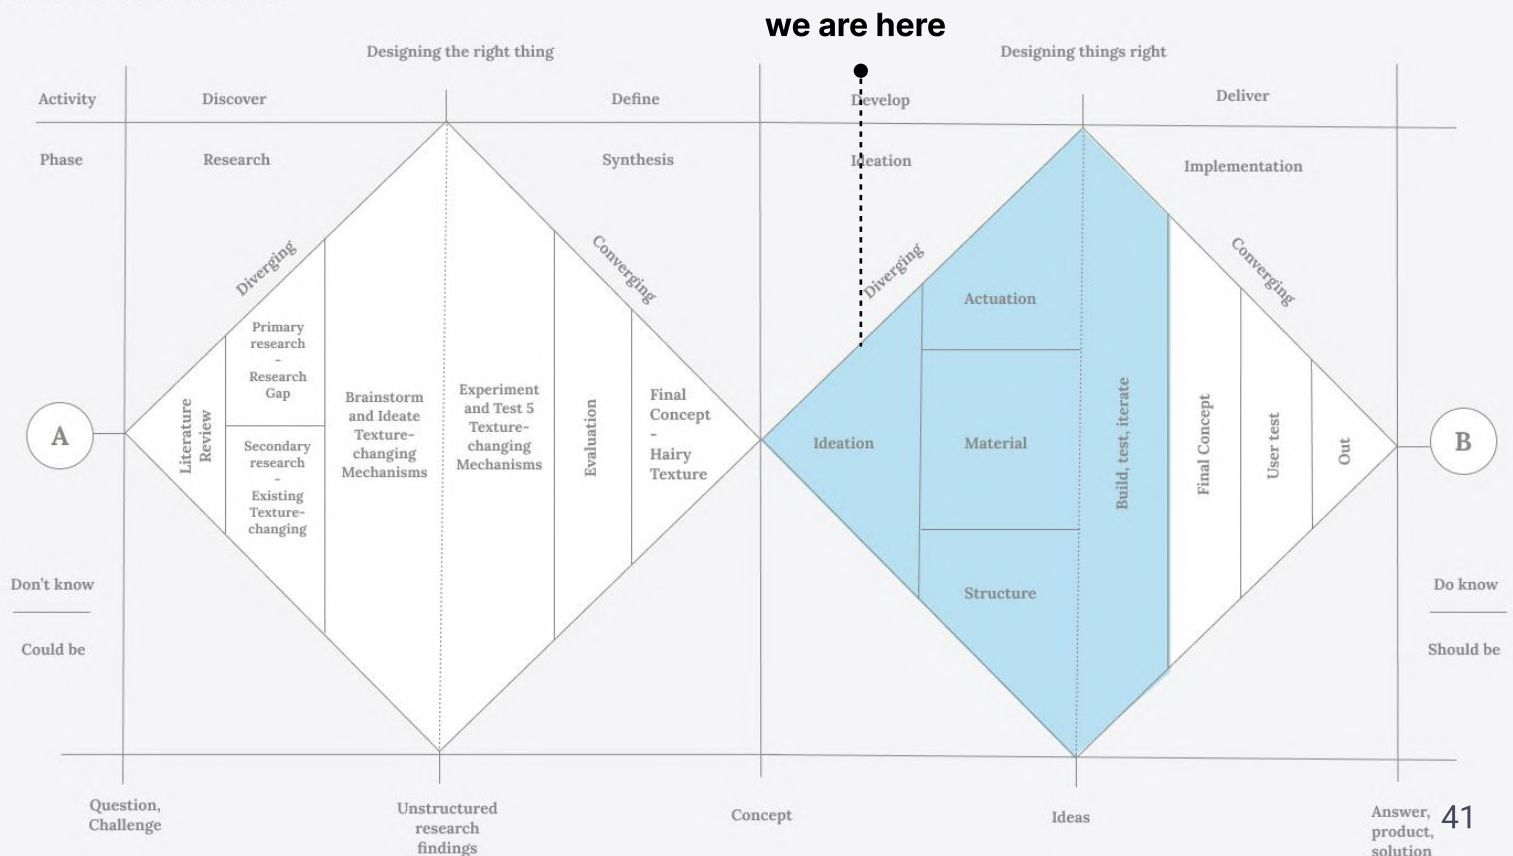 we are here
Designing the right thing
Designing things right
Activity
Discover
Define
Develop
Deliver
Phase
Research
Synthesis
Ideation
Implementation
Diverging
Converging
Diverging
Converging
A
Literature
Review
Primary
research
-
Research
Gap
Secondary
research
-
Existing
Texture-
changing
Brainstorm
and Ideate
Texture-
changing
Mechanisms
Experiment
and Test 5
Texture-
changing
Mechanisms
Evaluation
Final
Concept
-
Hairy
Texture
Ideation
Actuation
Material
Structure
Build, test, iterate
Final Concept
User test
Out
B
Don't know
Could be
Do know
Should be
Question,
Challenge
Unstructured
research
findings
Concept
Ideas
Answer,
product,
solution
41